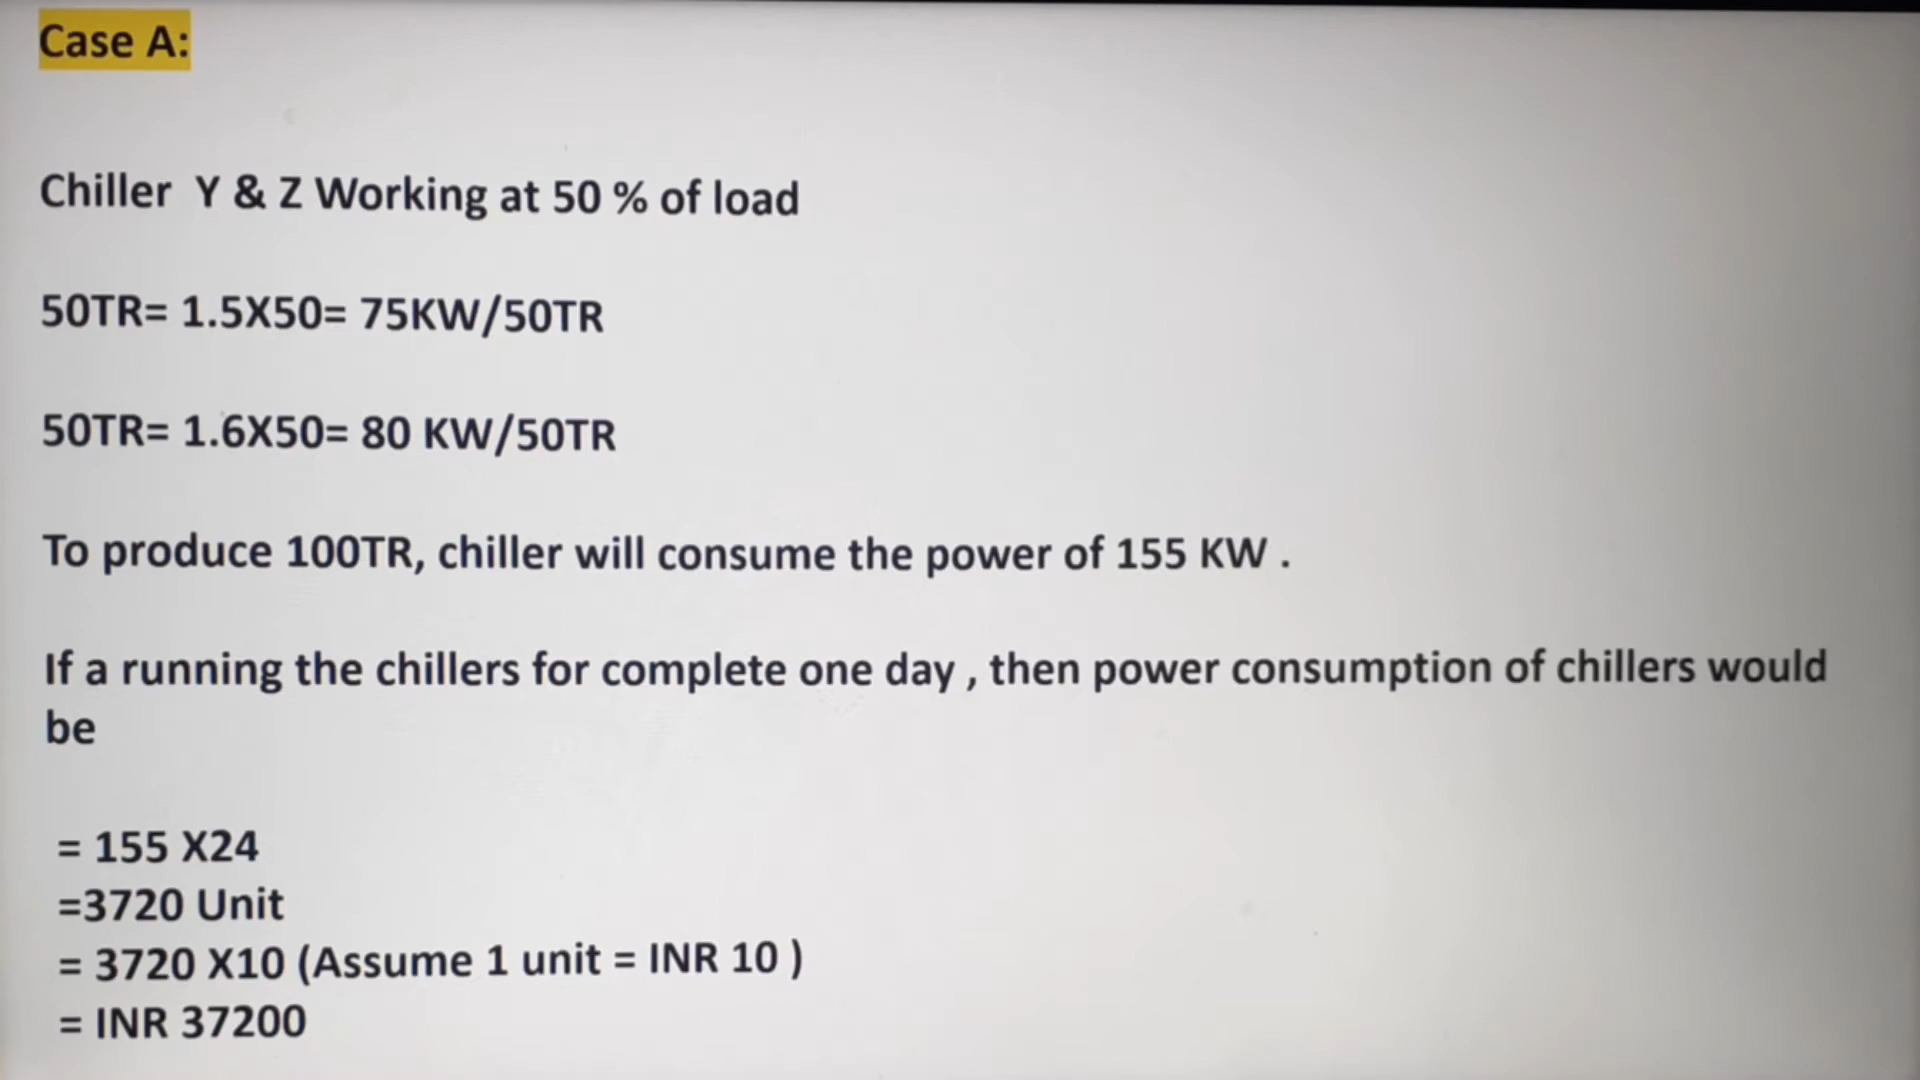 Case A:
Chiller Y & Z Working at 50 % of load
50TR= 1.5X50= 75KW/50TR
50TR= 1.6X50= 80 KW/50TR
To produce 100TR, chiller will consume the power of 155 KW .
If a running the chillers for complete one day , then power consumption of chillers would
be
= 155 X24
=3720 Unit
= 3720 X10 (Assume 1 unit = INR 10 )
= INR 37200